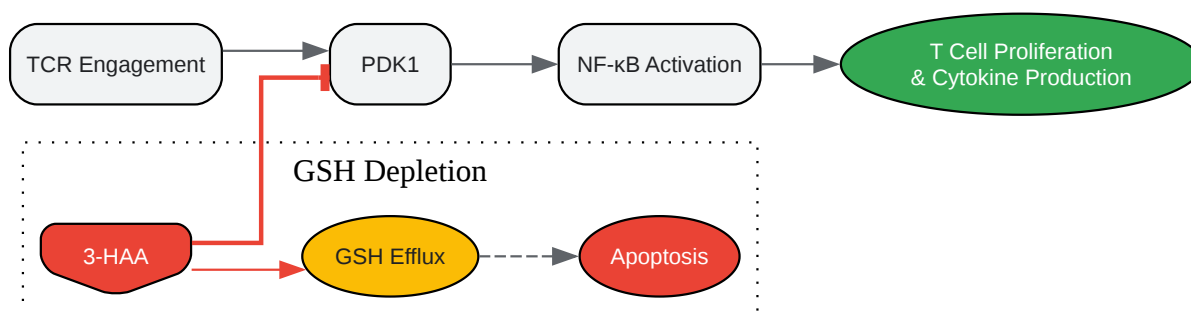 TCR Engagement
PDK1
NF-κB Activation
T Cell Proliferation
& Cytokine Production
GSH Depletion
3-HAA
GSH Efflux
Apoptosis